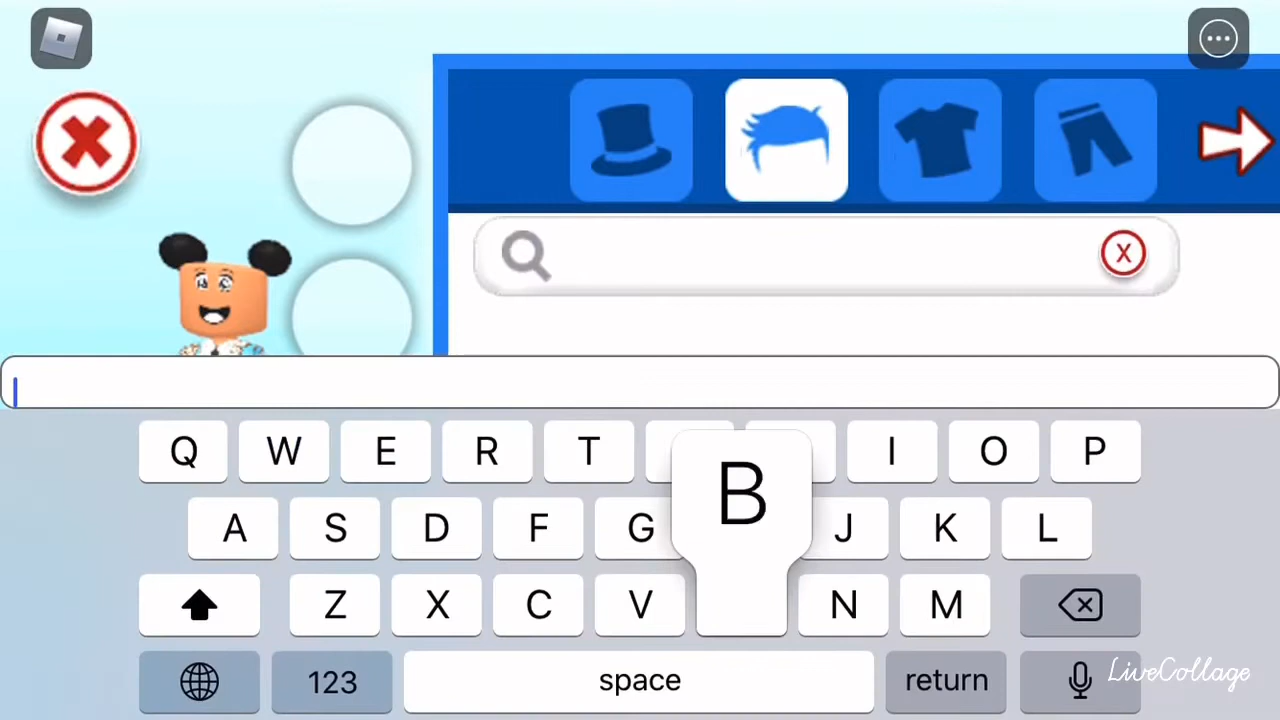 X
Q W E R T I O P
B
A S D F G J K L
Z X C V N M
123 space return
LiveCollage